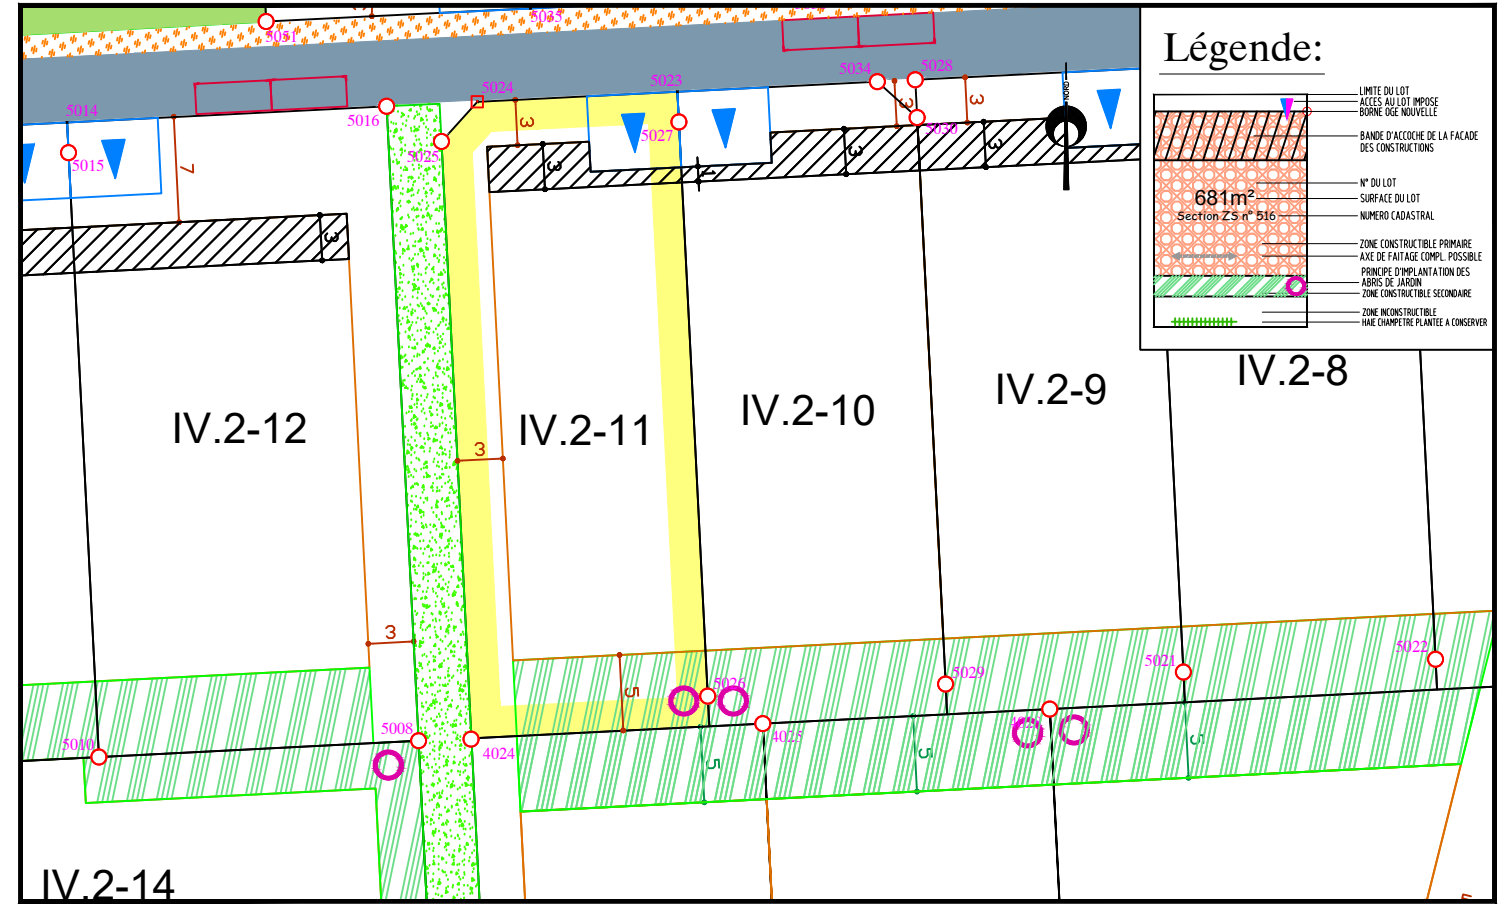 Légende:
LIMITE DU LOT
ACCES AU LOT IMPOSE
BORNE OGE NOUVELLE
BANDE D'ACCOCHE DE LA FACADE
DES CONSTRUCTIONS
N° DU LOT
681m²
SURFACE DU LOT
Section ZS n° 516
NUMERO CADASTRAL
ZONE CONSTRUCTIBLE PRIMAIRE
AXE DE FAITAGE COMPL. POSSIBLE
PRINCIPE D'IMPLANTATION DES
ABRIS DE JARDIN
ZONE CONSTRUCTIBLE SECONDAIRE
ZONE INCONSTRUCTIBLE
HAIE CHAMPETRE PLANTEE A CONSERVER
NORD
5035
5051
5034
5028
5023
5024
5014
5016
5027
5030
5025
5015
3
3
3
3
3
3
7
1
3
IV.2-8
IV.2-9
IV.2-10
IV.2-11
IV.2-12
3
3
5022
5021
5029
5026
5
5008
5010
4024
4025
5
5
5
IV.2-14